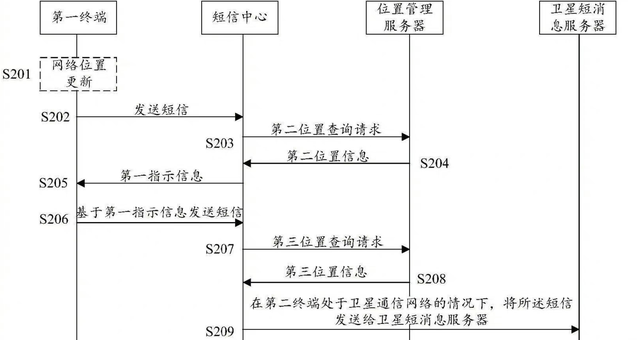 第一终端
短信中心
位置管理
服务器
卫星短消
息服务器
S201
网络位置
更新
S202
发送短信
S203
第二位置查询请求
第二位置信息
S204
S205
第一指示信息
S206
基于第一指示信息发送短信
S207
第三位置查询请求
第三位置信息
S208
在第二终端处于卫星通信网络的情况下，将所述短信
发送给卫星短消息服务器
S209